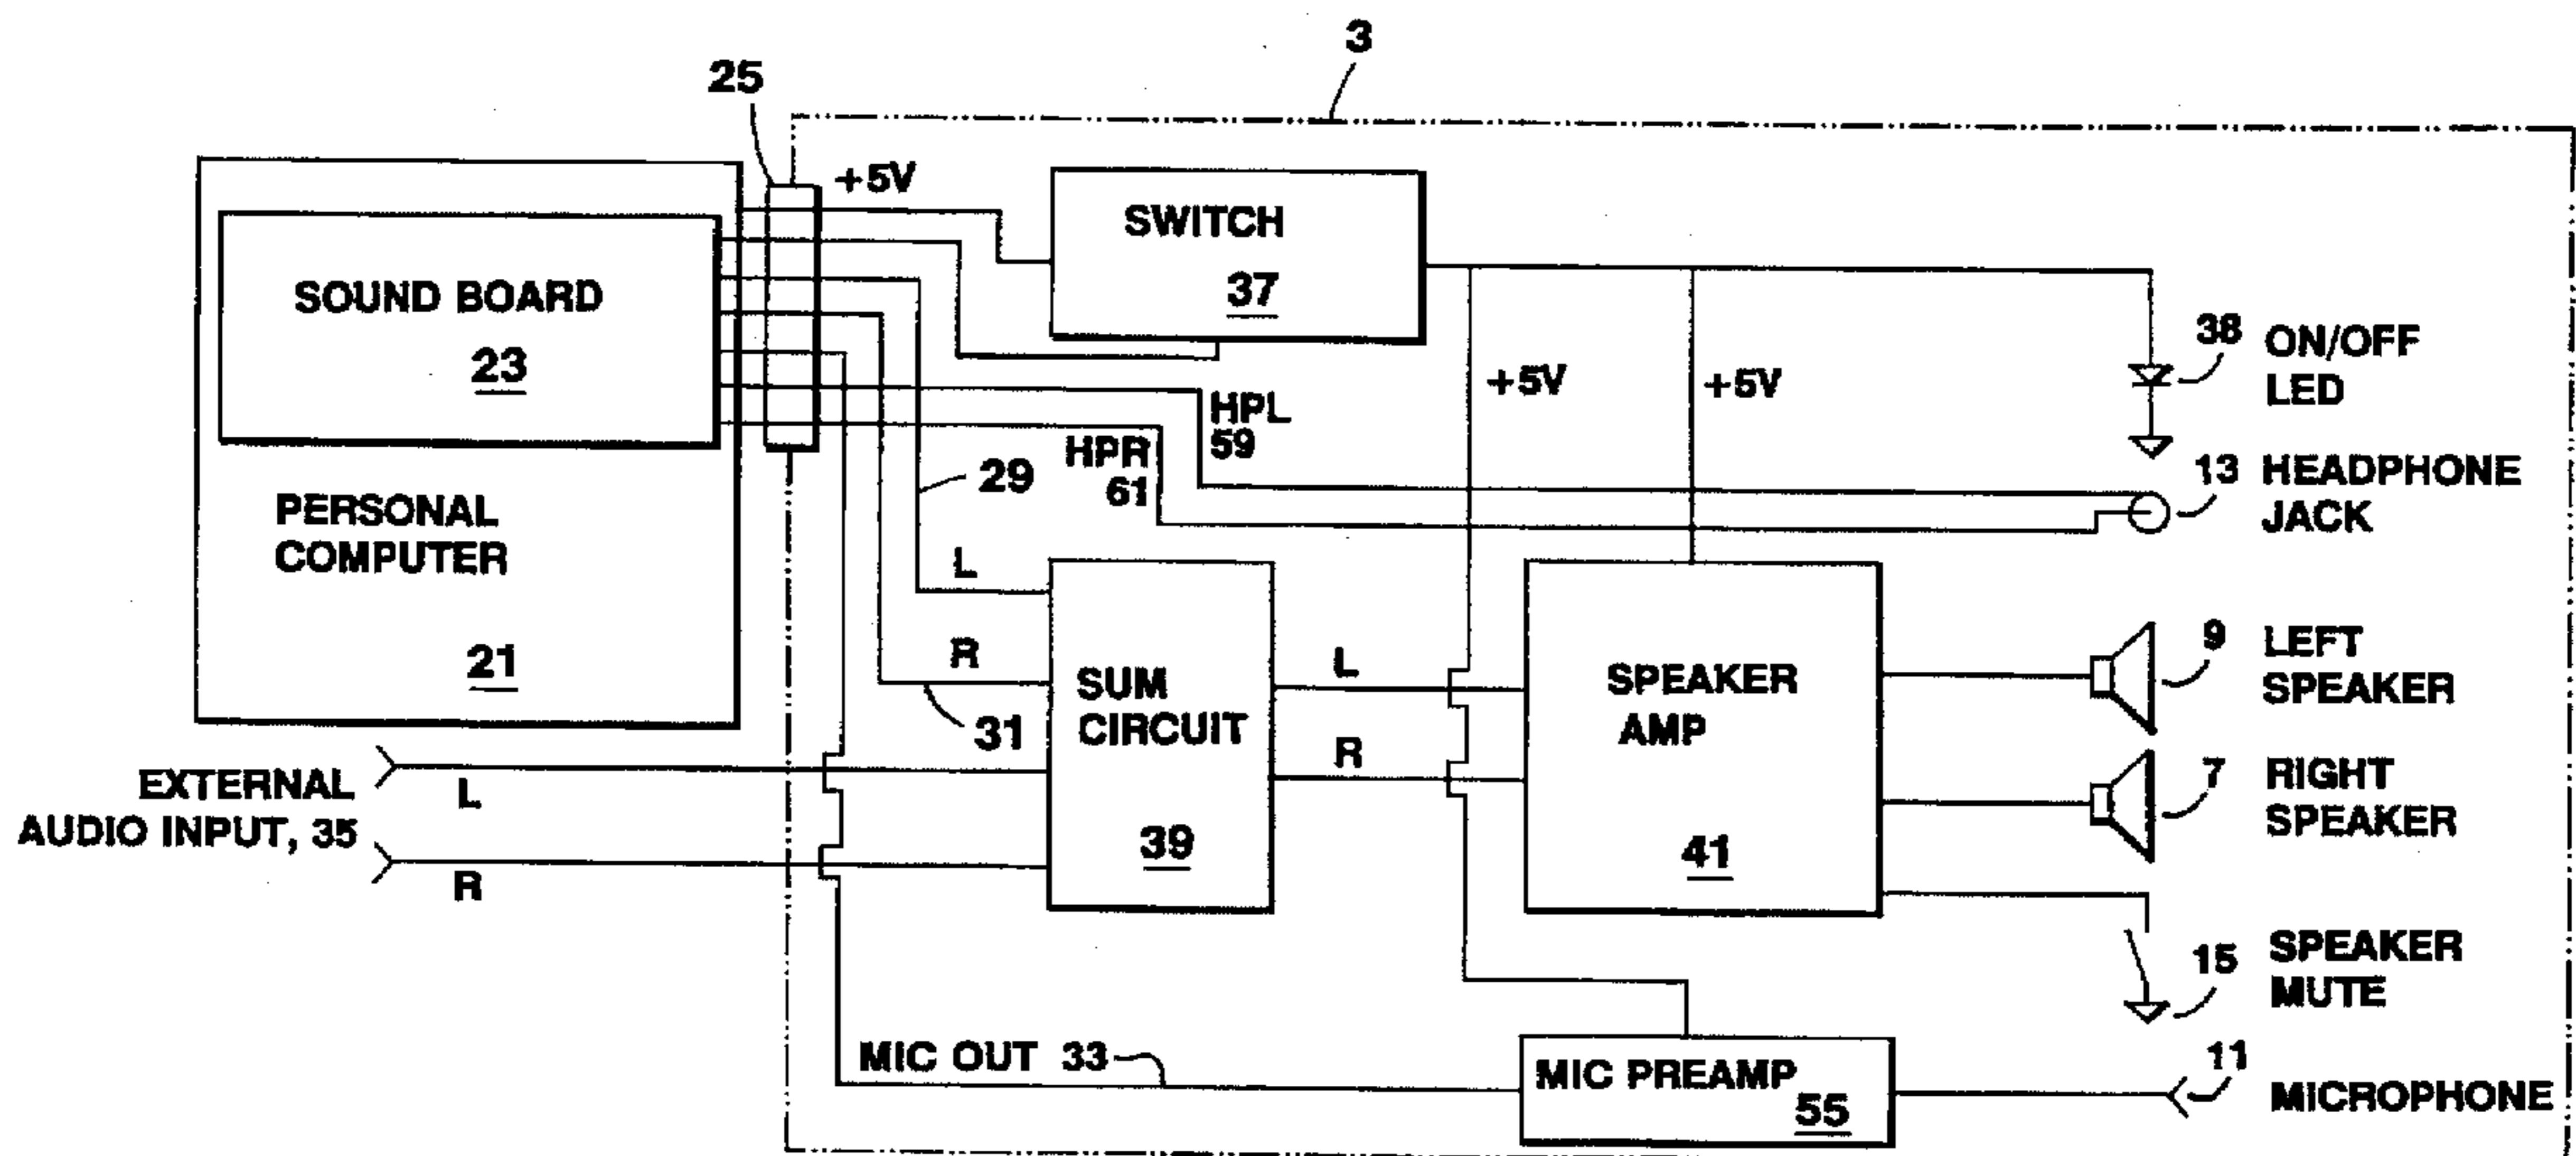 3
25
+5V
SWITCH
37
SOUND BOARD
23
PERSONAL
COMPUTER
21
+5V
+5V
38
ON/OFF
LED
HPL
59
HPR
61
13
HEADPHONE
JACK
29
L
R
31
SUM
CIRCUIT
39
L
R
SPEAKER
AMP
41
9
LEFT
SPEAKER
7
RIGHT
SPEAKER
EXTERNAL
AUDIO INPUT, 35
L
R
15
SPEAKER
MUTE
MIC OUT 33
MIC PREAMP
55
11
MICROPHONE